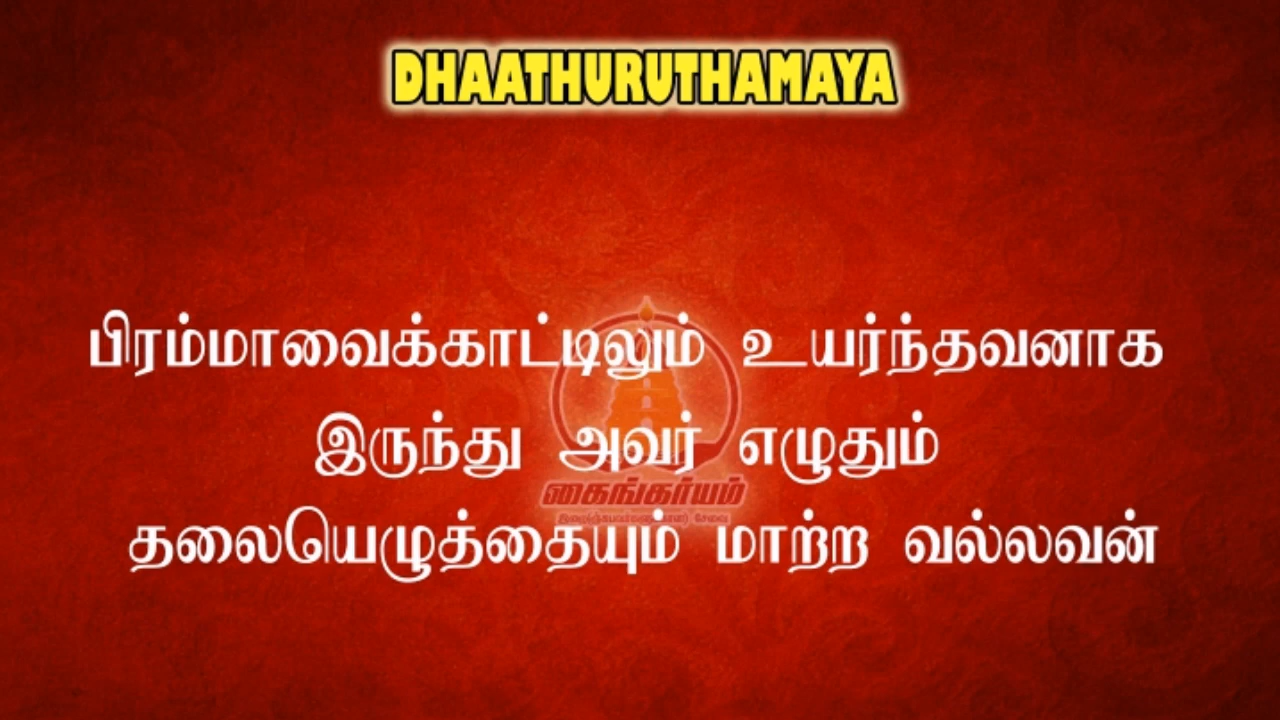 DHAATHURUTHAMAYA
பிரம்மாவைக்காட்டிலும் உயர்ந்தவனாக
இருந்து அவர் எழுதும்
கைங்கர்யம்
தலையெழுத்தையும் மாற்ற வல்லவன்